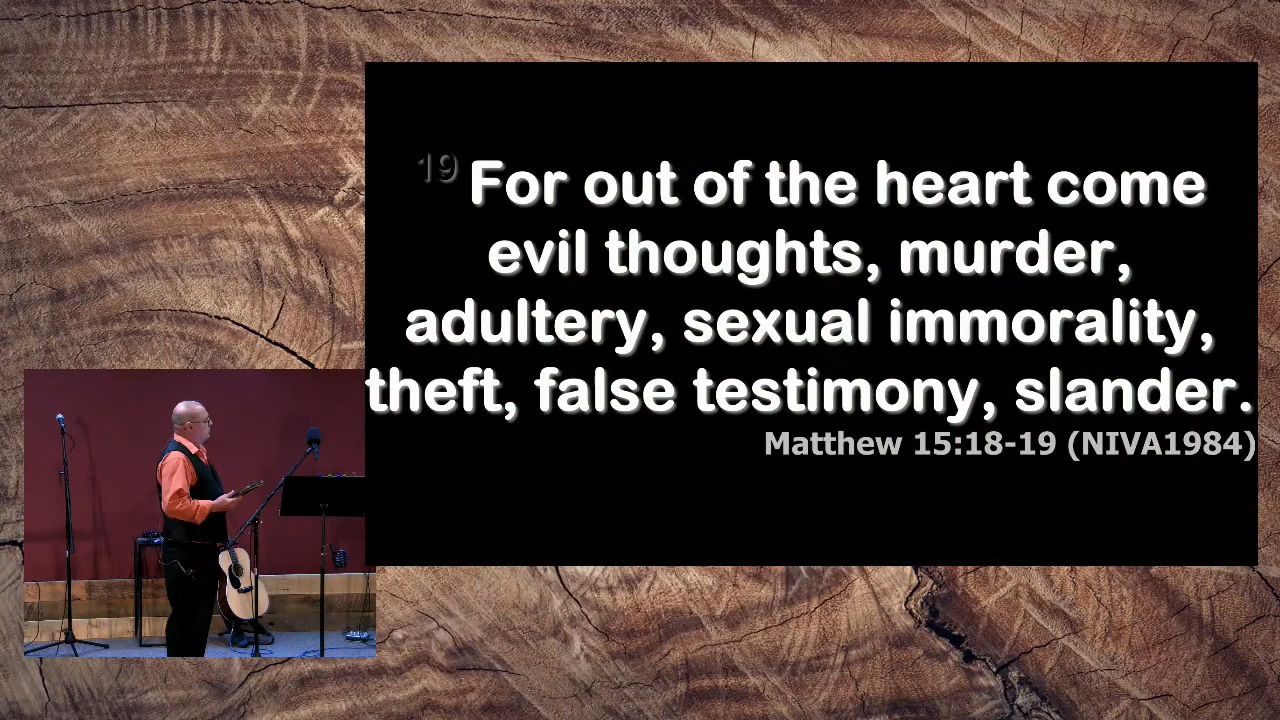 19 For out of the heart come
evil thoughts, murder,
adultery, sexual immorality,
theft, false testimony, slander.
Matthew 15:18-19 (NIVA1984)